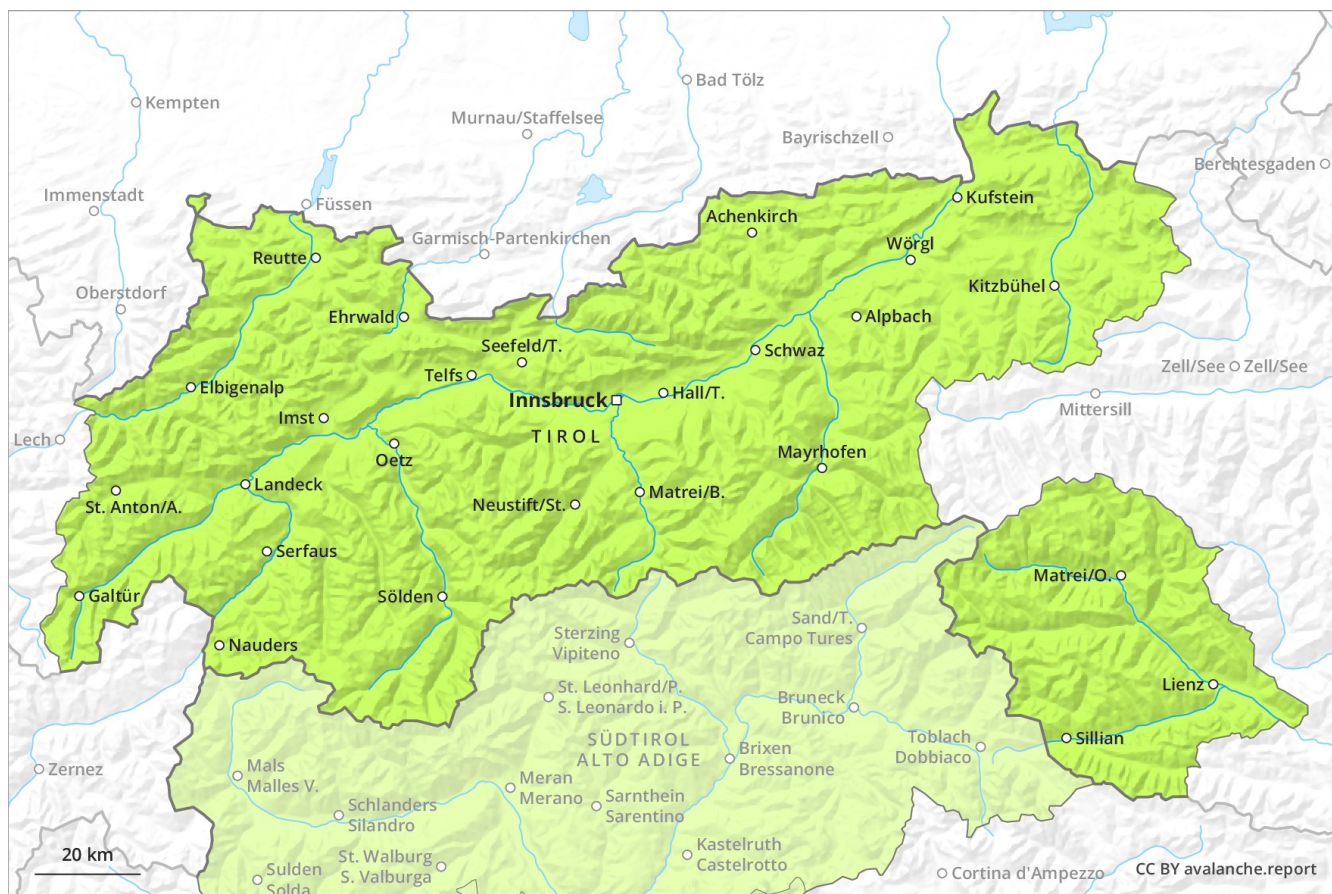 Bad Tölz
Kempten
Murnau/Staffelsee
Bayrischzell
Berchtesgaden
Immenstadt
Füssen
Kufstein
Achenkirch
Garmisch-Partenkirchen
Wörgl
Reutte
Kitzbühel
Oberstdorf
Ehrwald
Alpbach
Seefeld/T.
Schwaz
Zell/See
Zell/See
Telfs
Elbigenalp
Hall/T.
Innsbruck
Mittersill
Imst
TIROL
Lech
Oetz
Mayrhofen
Landeck
Matrei/B.
St. Anton/A.
Neustift/St.
Serfaus
Matrei/O.
Galtür
Sölden
Sand/T.
Campo Tures
Sterzing
Vipiteno
Nauders
Lienz
St. Leonhard/P.
S. Leonardo i. P.
Bruneck
Brunico
SÜDTIROL
ALTO ADIGE
Toblach
Dobbiaco
Sillian
Brixen
Bressanone
Zernez
Mals
Malles V.
Meran
Merano
Sarnthein
Sarentino
Schlanders
Silandro
Kastelruth
Castelrotto
20 km
St. Walburg
S. Valburga
Sulden
Solda
Cortina d'Ampezzo
CC BY avalanche.report